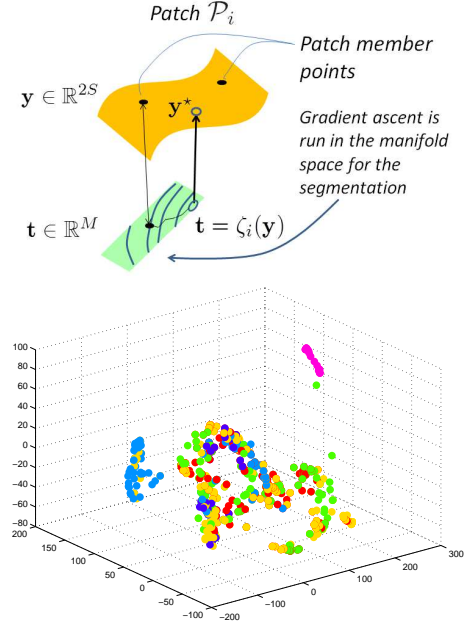 Patch 𝒫ᵢ
Patch member
points
y ∈ ℝ²ˢ
y⋆
Gradient ascent is
run in the manifold
space for the
segmentation
t ∈ ℝᴹ
t = ζᵢ(y)
100
80
60
40
20
0
−20
−40
−60
−80
200
150
100
50
0
−50
−100
−200
−100
0
100
200
300